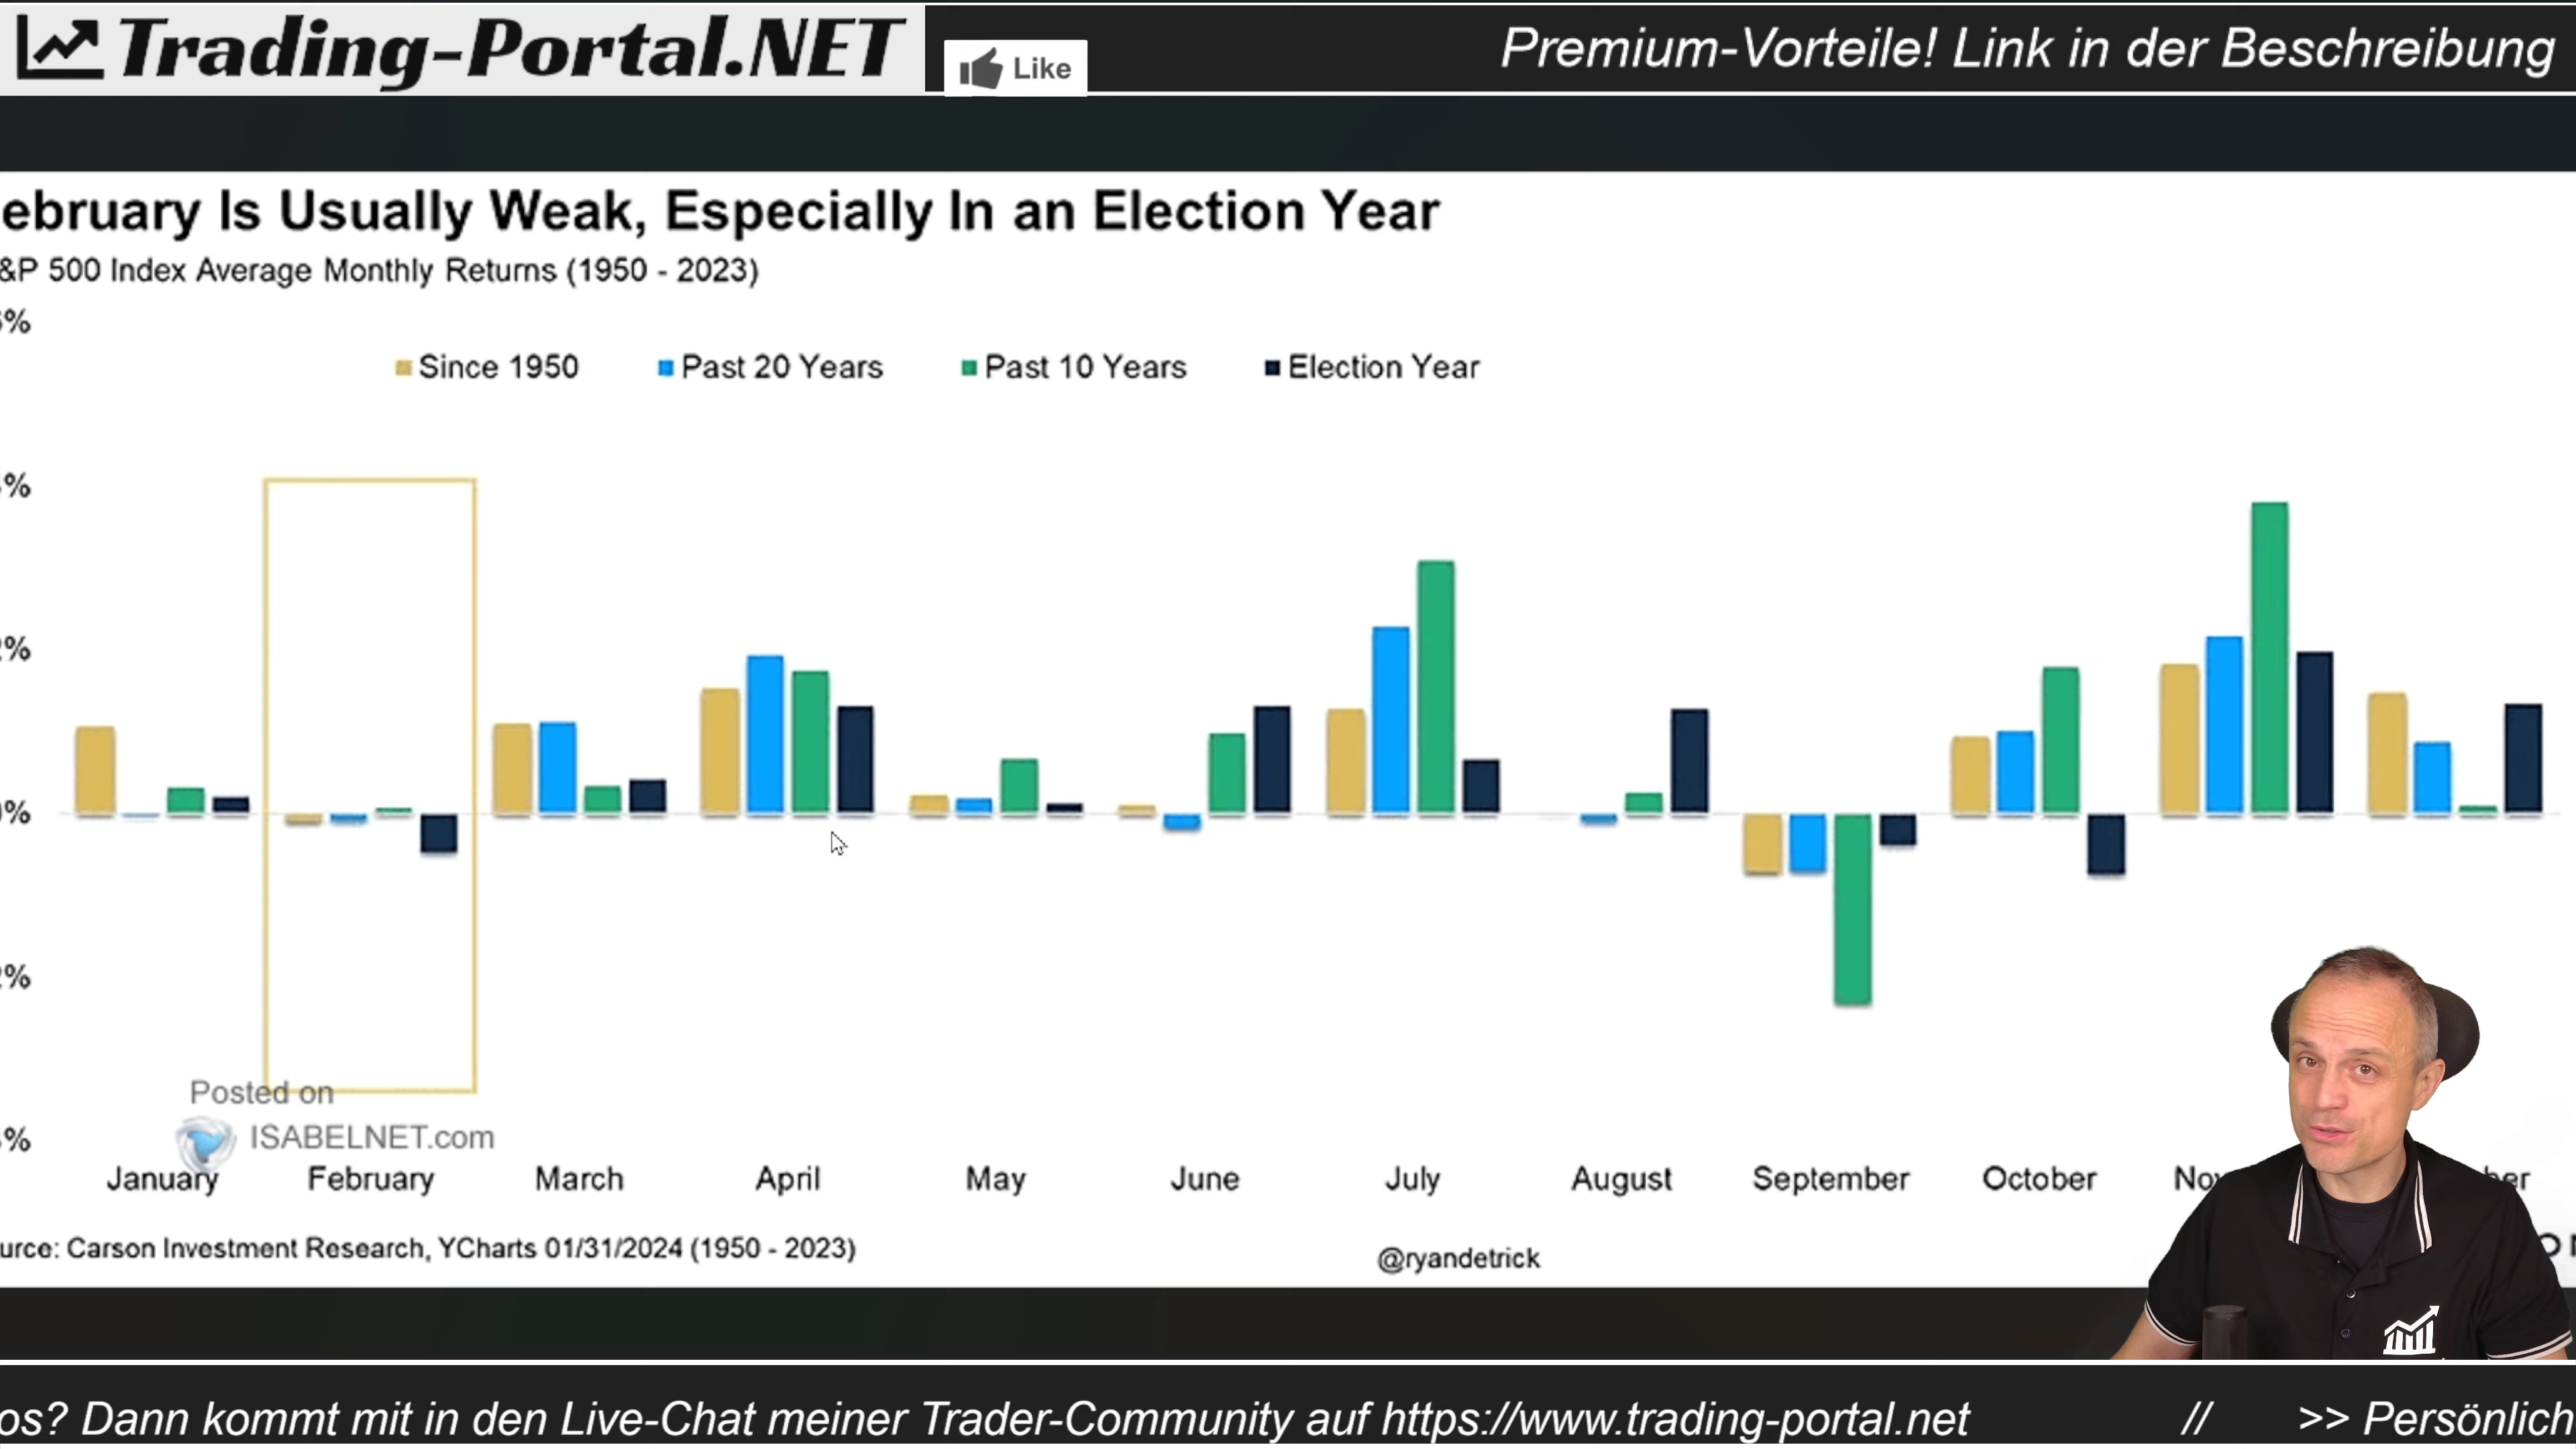 Trading-Portal.NET
Like
Premium-Vorteile! Link in der Beschreibung
ebruary Is Usually Weak, Especially In an Election Year
&P 500 Index Average Monthly Returns (1950 - 2023)
Since 1950 Past 20 Years Past 10 Years Election Year
%
%
2%
%
2%
%
Posted on
ISABELNET.com
January February March April May June July August September October Nov ber
urce: Carson Investment Research, YCharts 01/31/2024 (1950 - 2023)
@ryandetrick
os? Dann kommt mit in den Live-Chat meiner Trader-Community auf https://www.trading-portal.net // >> Persönlich